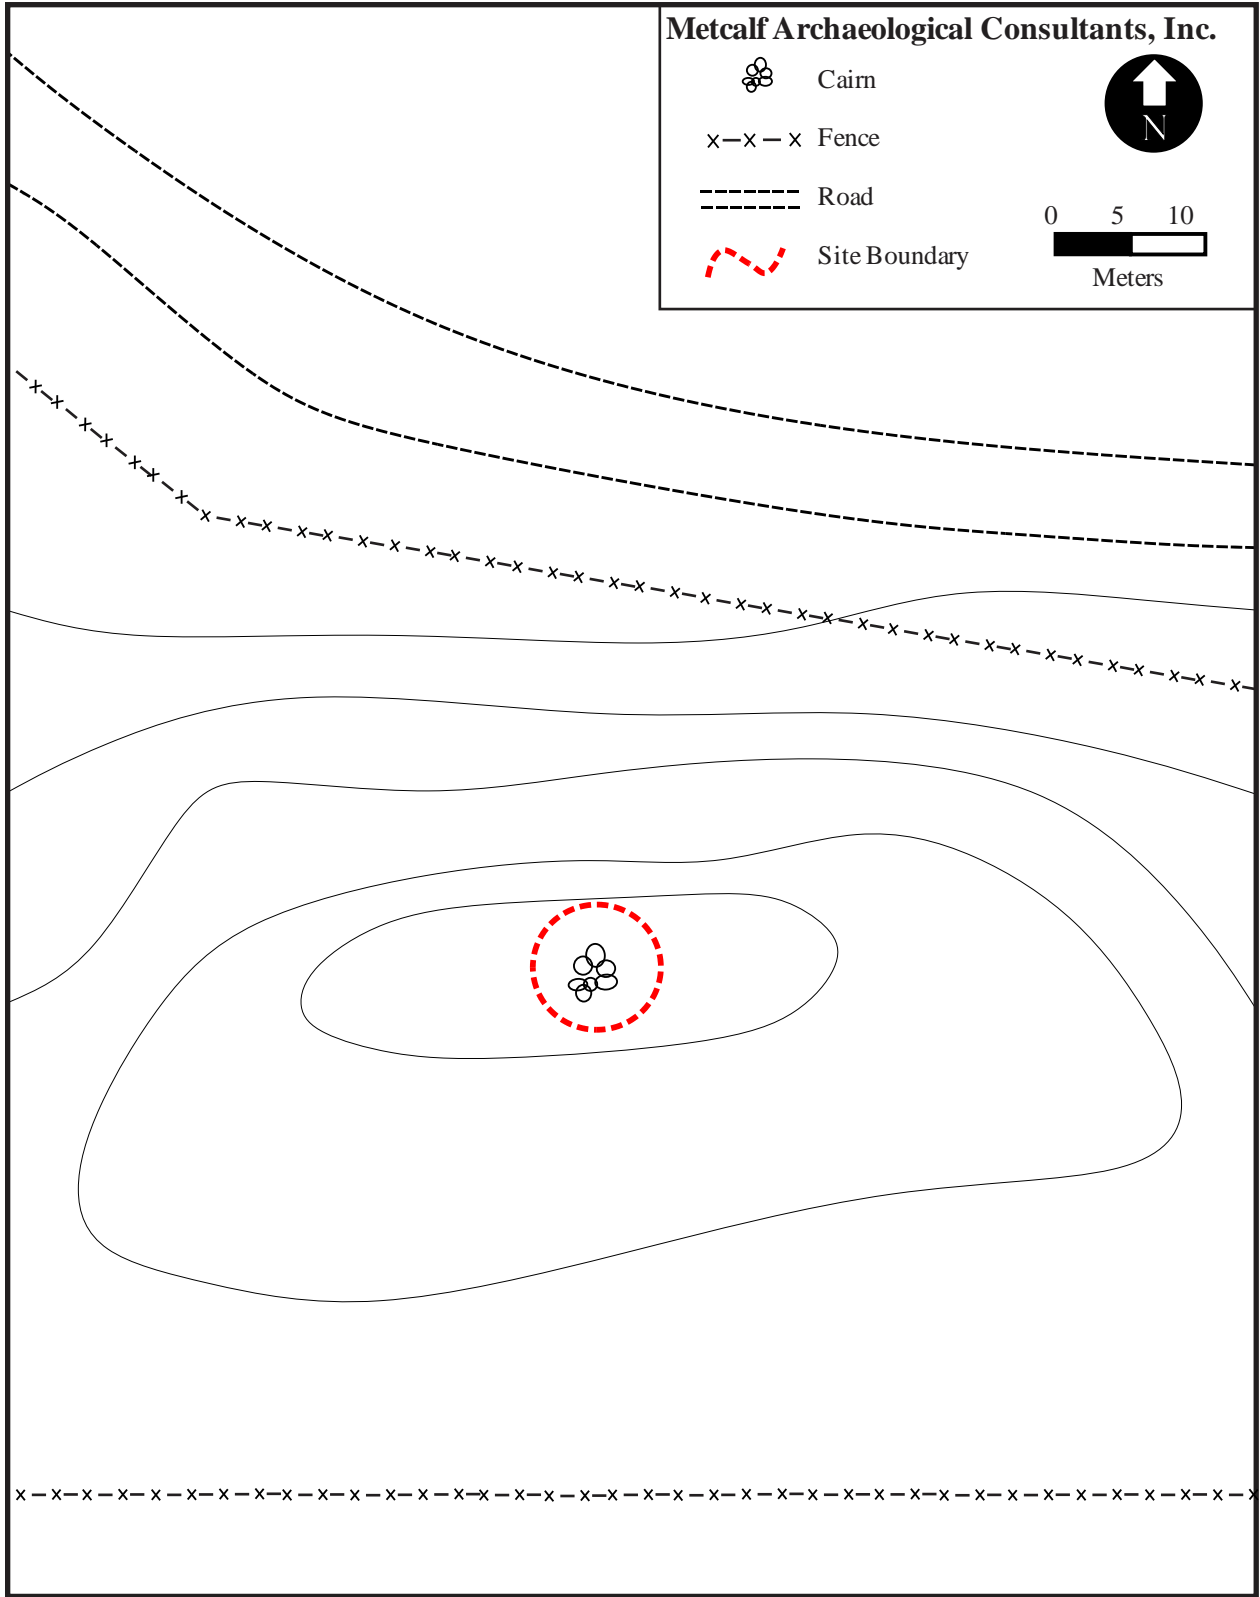 Metcalf Archaeological Consultants, Inc.
Cairn
N
Fence
Road
0 5 10
Site Boundary
Meters